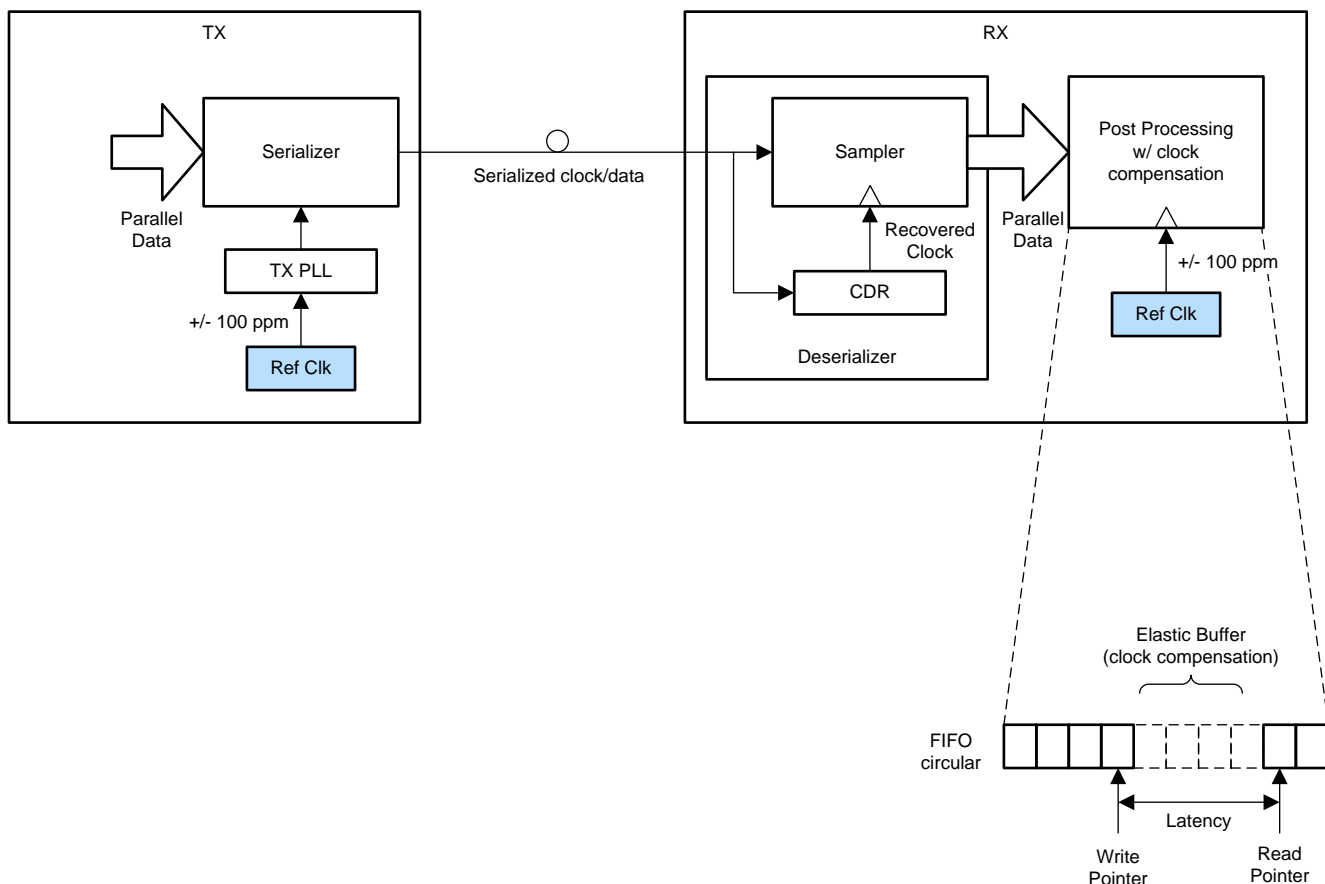 TX
Serializer
Parallel
Data
TX PLL
+/- 100 ppm
Ref Clk
Serialized clock/data
RX
Sampler
Recovered
Clock
CDR
Deserializer
Parallel
Data
Post Processing
w/ clock
compensation
+/- 100 ppm
Ref Clk
Elastic Buffer
(clock compensation)
FIFO
circular
Latency
Write
Pointer
Read
Pointer